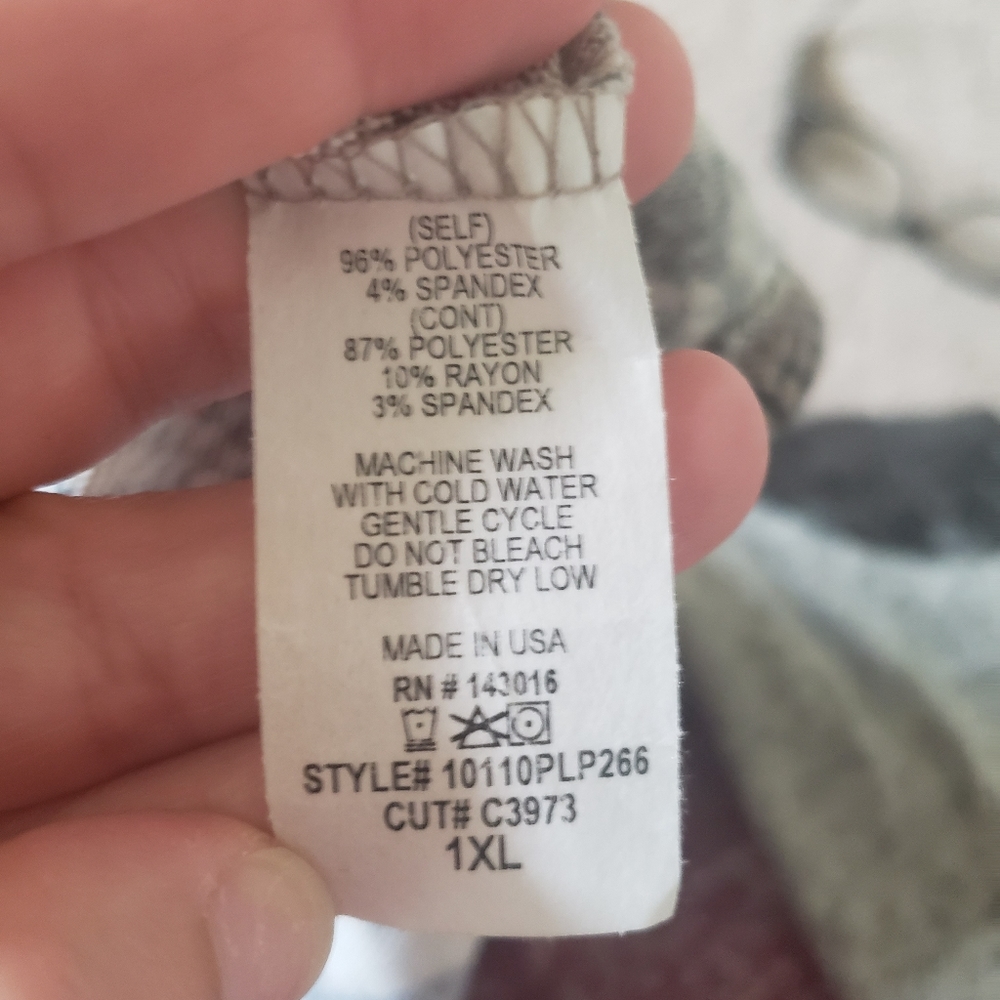 (SELF)
96% POLYESTER
4% SPANDEX
(CONT)
87% POLYESTER
10% RAYON
3% SPANDEX
MACHINE WASH
WITH COLD WATER
GENTLE CYCLE
DO NOT BLEACH
TUMBLE DRY LOW
MADE IN USA
RN # 143016
STYLE# 10110PLP266
CUT# C3973
1XL